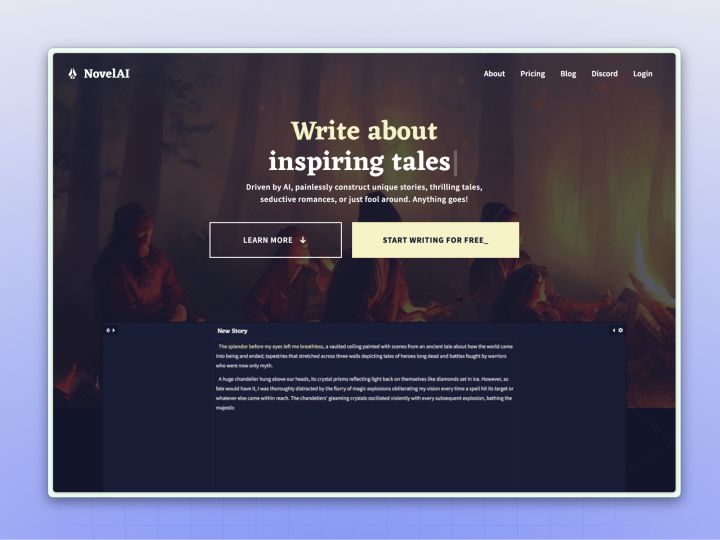 NovelAI
About Pricing Blog Discord Login
Write about
inspiring tales
Driven by AI, painlessly construct unique stories, thrilling tales,
seductive romances, or just fool around. Anything goes!
LEARN MORE
START WRITING FOR FREE_
New Story
The splendor before my eyes left me breathless, a vaulted ceiling painted with scenes from an ancient tale about how the world came
into being and ended; tapestries that stretched across three walls depicting tales of heroes long dead and battles fought by warriors
who were now only myth.
A huge chandelier hung above our heads, its crystal prisms reflecting light back on themselves like diamonds set in ice. However, as
fate would have it, I was thoroughly distracted by the flurry of magic explosions obliterating my vision every time a spell hit its target or
whatever else came within reach. The chandeliers' gleaming crystals oscillated violently with every subsequent explosion, bathing the
majestic